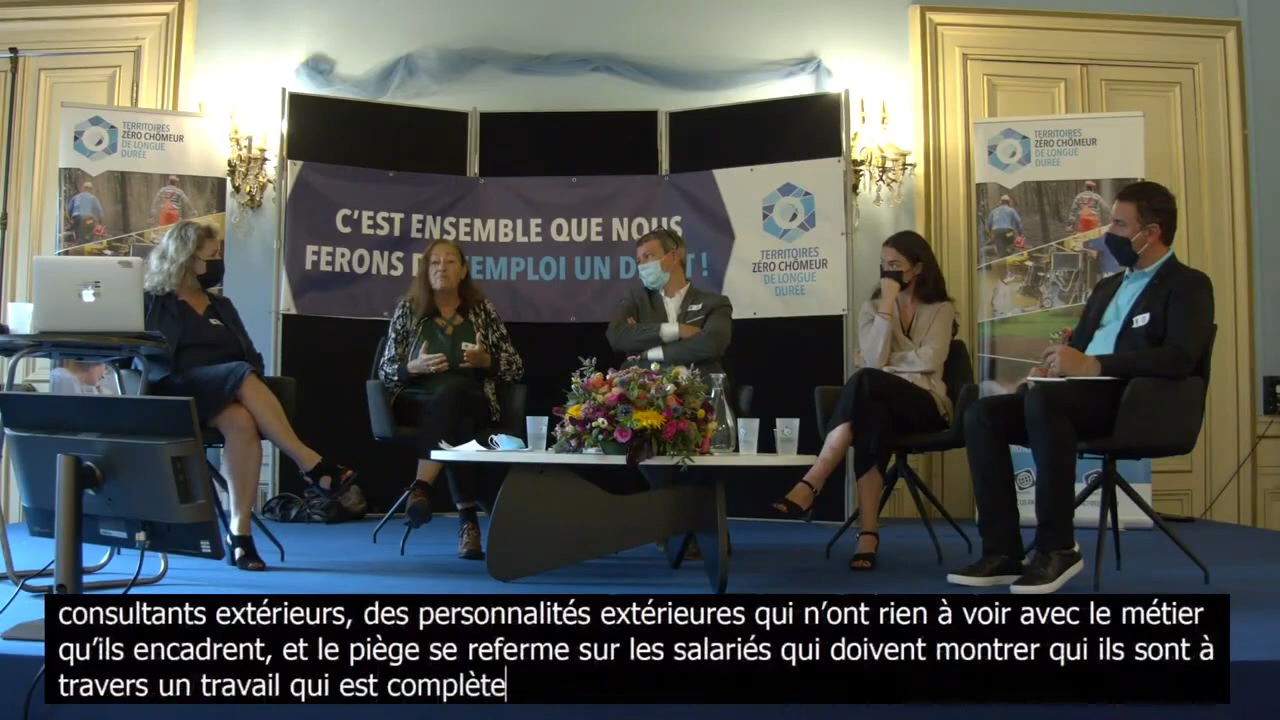 TERRITOIRES
ZÉRO CHÔMEUR
DE LONGUE
DURÉE
C'EST ENSEMBLE QUE NOUS
FERONS EMPLOI UN !
TERRITOIRES
ZÉRO CHÔMEUR
DE LONGUE
DURÉE
TERRITOIRES
ZÉRO CHÔMEUR
DE LONGUE
DURÉE
consultants extérieurs, des personnalités extérieures qui n'ont rien à voir avec le métier
qu'ils encadrent, et le piège se referme sur les salariés qui doivent montrer qui ils sont à
travers un travail qui est complète